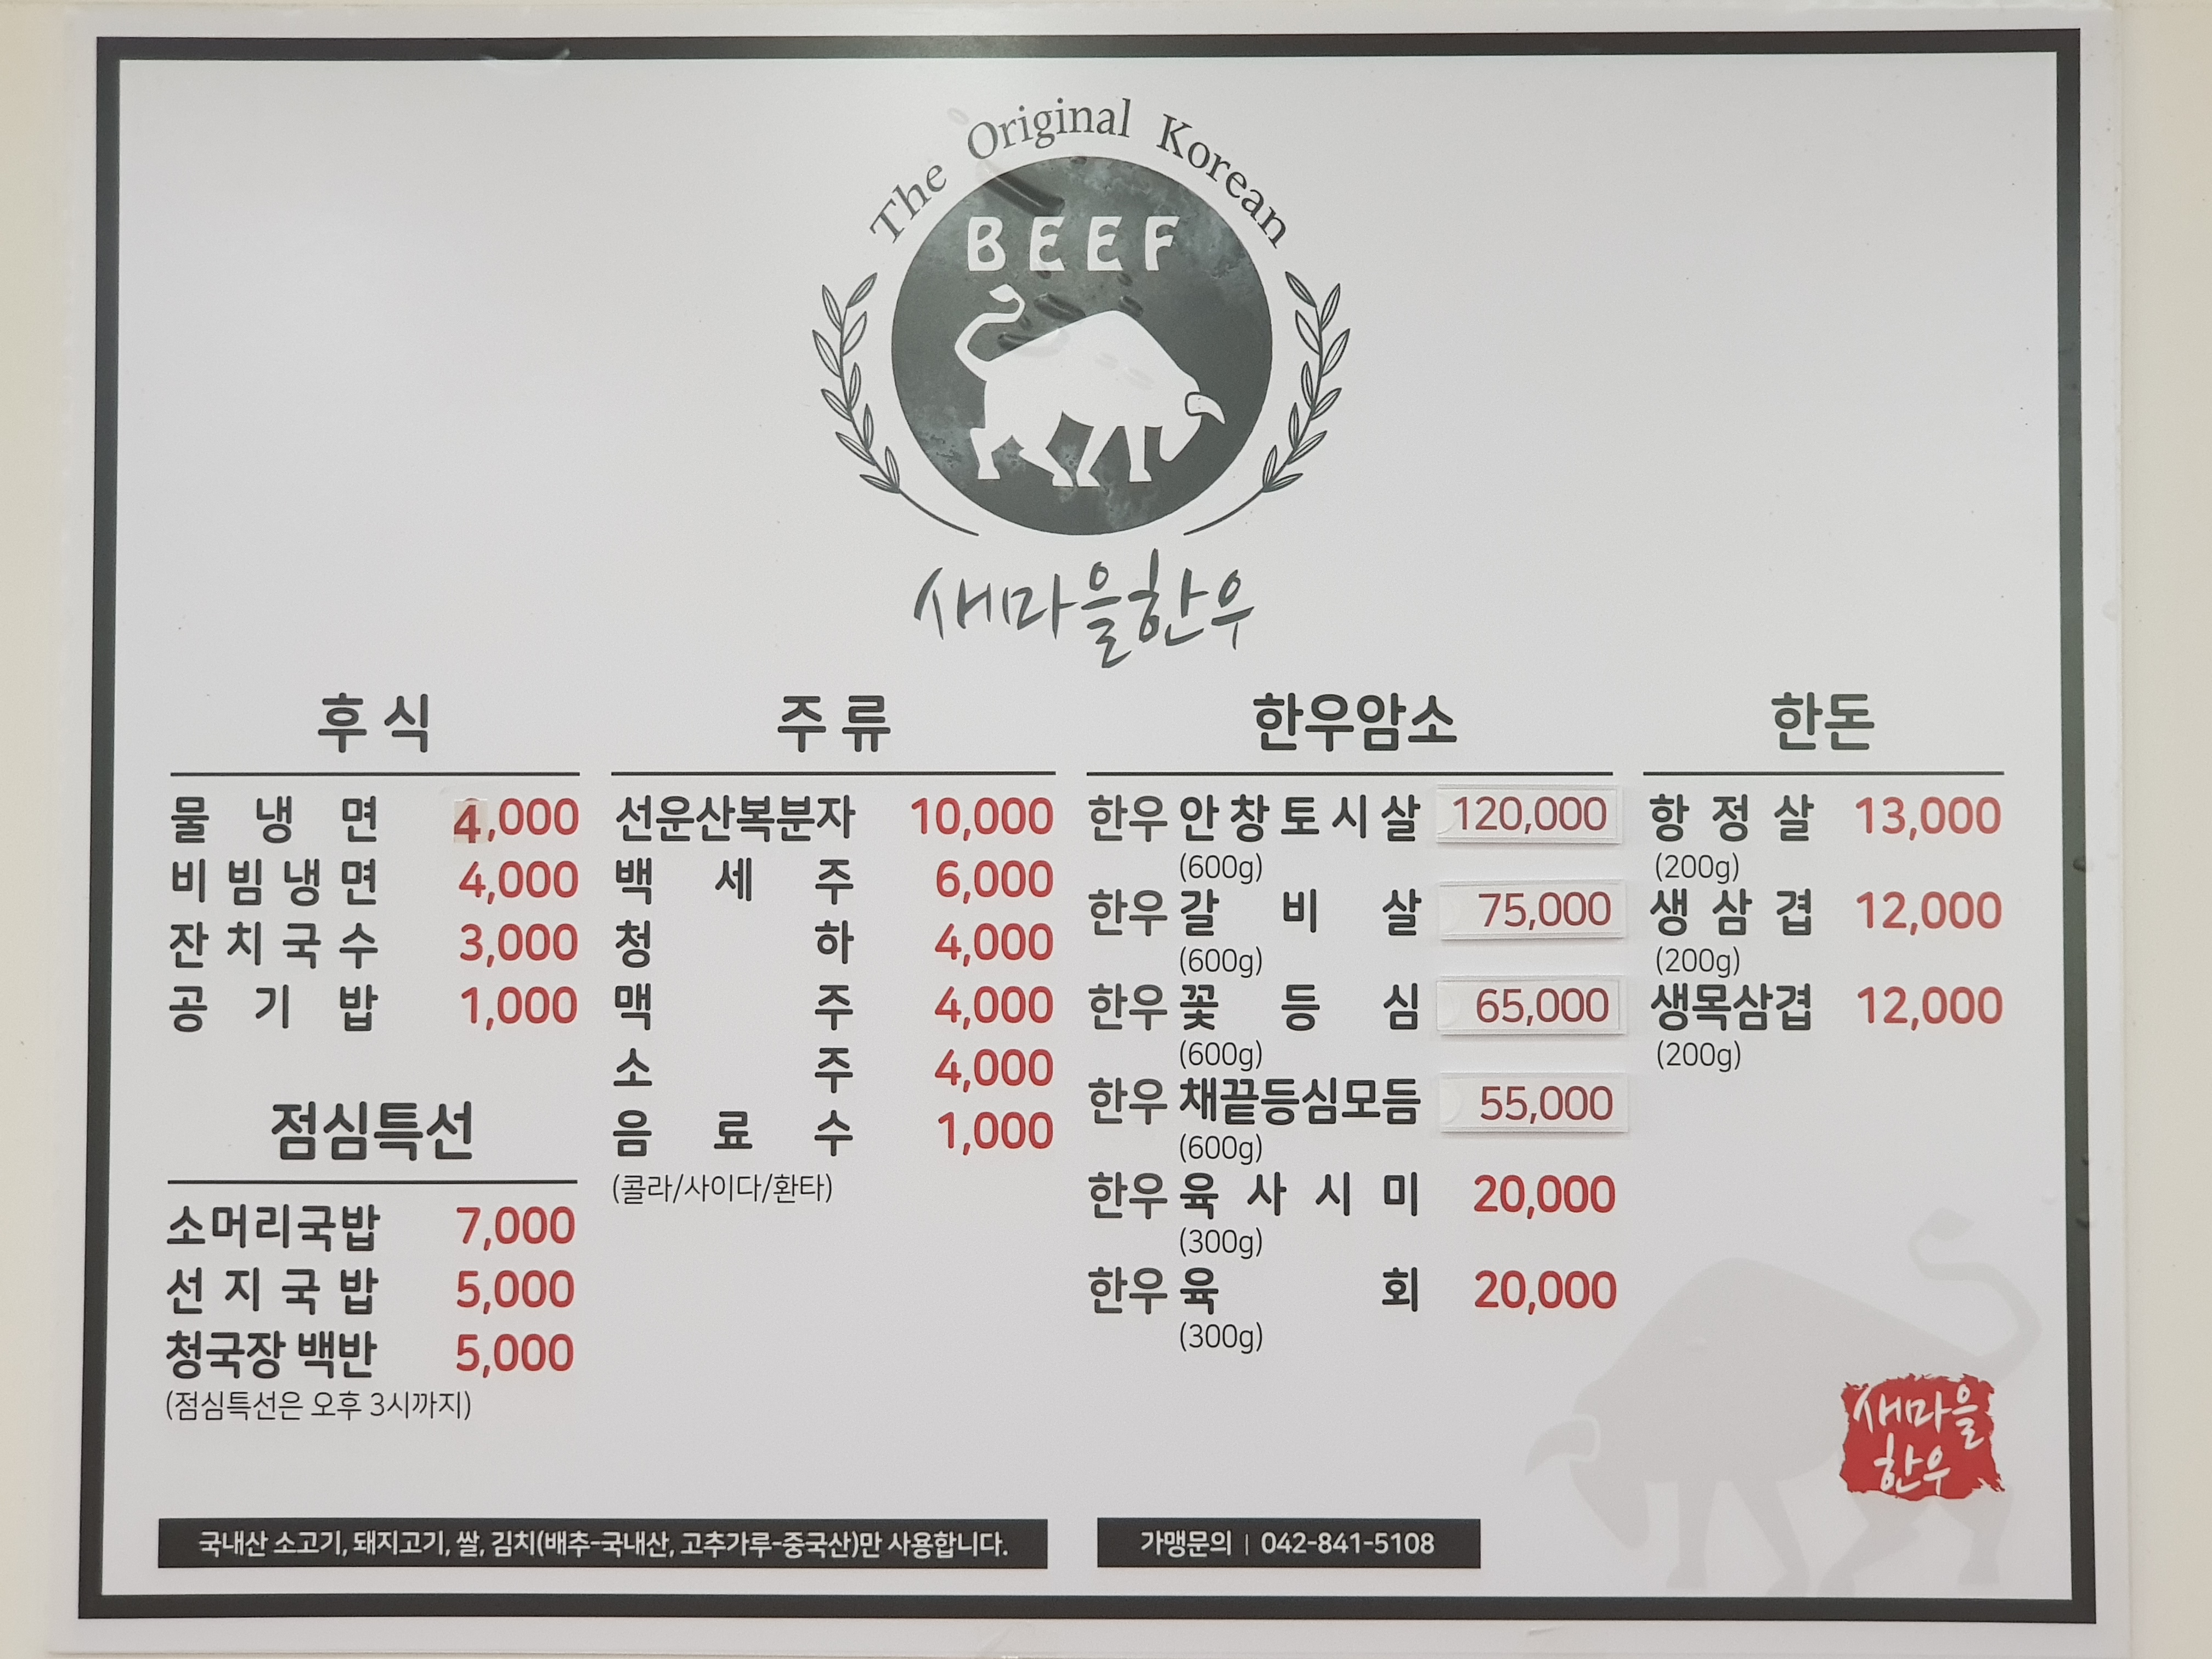 The Original Korean
BEEF
새마을한우
후식
물냉면 4,000
비빔냉면 4,000
잔치국수 3,000
공기밥 1,000
점심특선
소머리국밥 7,000
선지국밥 5,000
청국장 백반 5,000
(점심특선은 오후 3시까지)
주류
선운산복분자 10,000
백세주 6,000
청하 4,000
맥주 4,000
소주 4,000
음료수 1,000
(콜라/사이다/환타)
한우암소
한우 안창토시살 120,000
(600g)
한우 갈비살 75,000
(600g)
한우 꽃등심 65,000
(600g)
한우 채끝등심모듬 55,000
(600g)
한우 육사시미 20,000
(300g)
한우 육회 20,000
(300g)
한돈
항정살 13,000
(200g)
생삼겹 12,000
(200g)
생목삼겹 12,000
(200g)
새마을
한우
국내산 소고기, 돼지고기, 쌀, 김치(배추-국내산, 고추가루-중국산)만 사용합니다.
가맹문의 | 042-841-5108